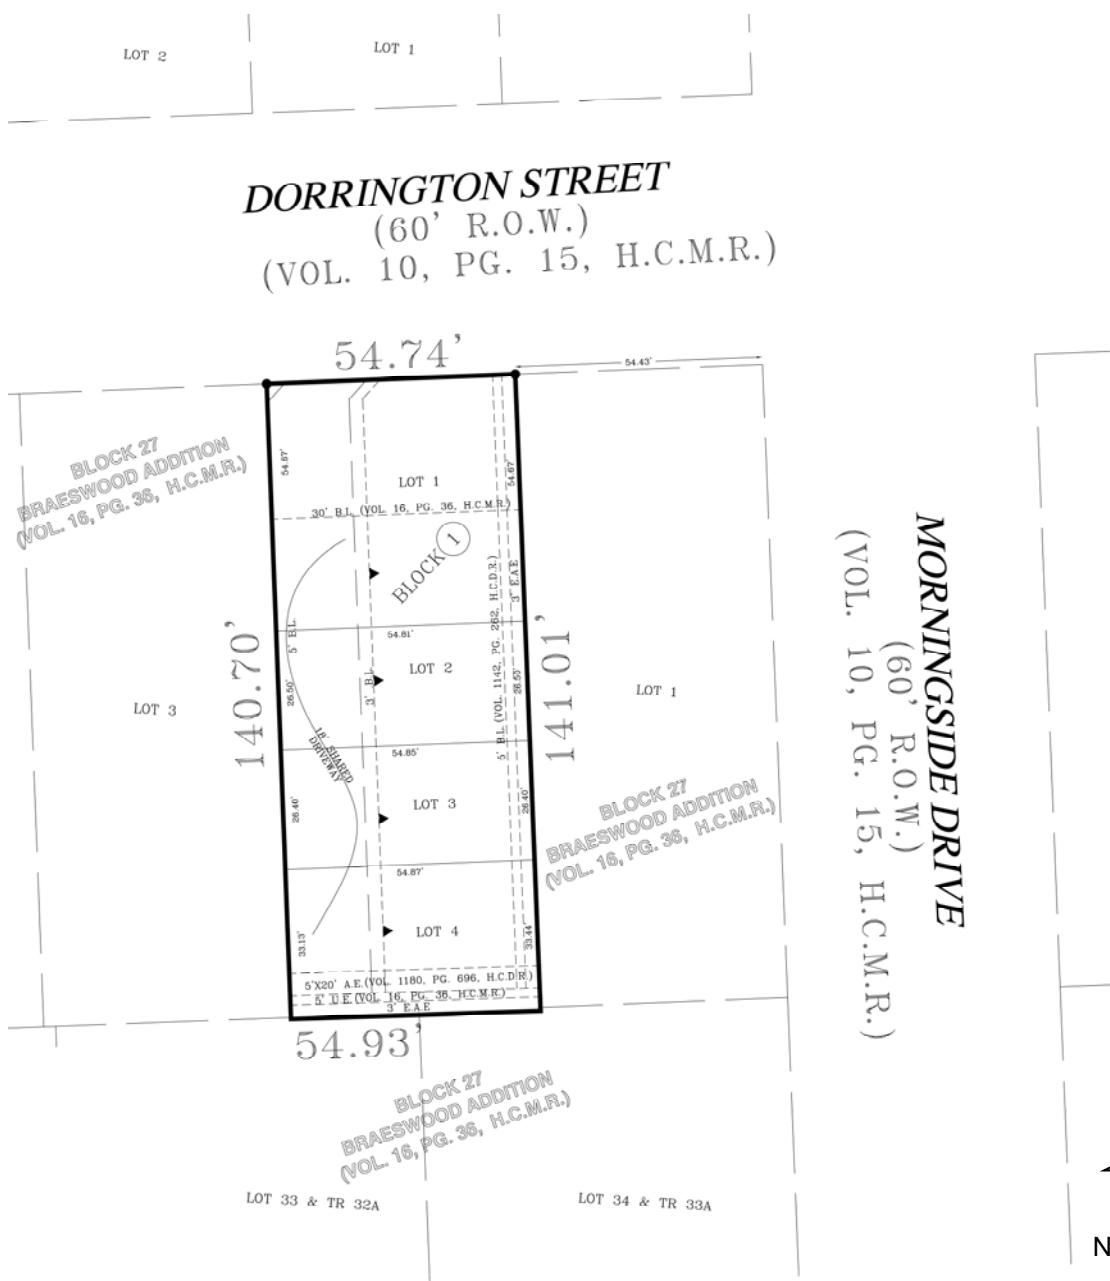 LOT 2
LOT 1
DORRINGTON STREET
(60' R.O.W.)
(VOL. 10, PG. 15, H.C.M.R.)
54.74'
54.43'
BLOCK 27
BRAESWOOD ADDITION
(VOL. 16, PG. 36, H.C.M.R.)
54.67'
LOT 1
30' B.L. (VOL. 16, PG. 36, H.C.M.R.)
BLOCK 1
3' E.A.E
5' B.L. (VOL. 1142, PG. 262, H.C.D.R.)
5' B.L.
54.81'
LOT 2
3' B.L.
26.50'
26.50'
140.70'
141.01'
LOT 3
LOT 1
18' SHARED
DRIVEWAY
54.85'
LOT 3
26.40'
26.40'
54.87'
LOT 4
33.13'
33.44'
5'X20' A.E.(VOL. 1180, PG. 696, H.C.D.R.)
5' U.E.(VOL. 16, PG. 36, H.C.M.R.)
3' E.A.E
54.93'
BLOCK 27
BRAESWOOD ADDITION
(VOL. 16, PG. 36, H.C.M.R.)
MORNINGSIDE DRIVE
(60' R.O.W.)
(VOL. 10, PG. 15, H.C.M.R.)
BLOCK 27
BRAESWOOD ADDITION
(VOL. 16, PG. 36, H.C.M.R.)
LOT 33 & TR 32A
LOT 34 & TR 33A
N